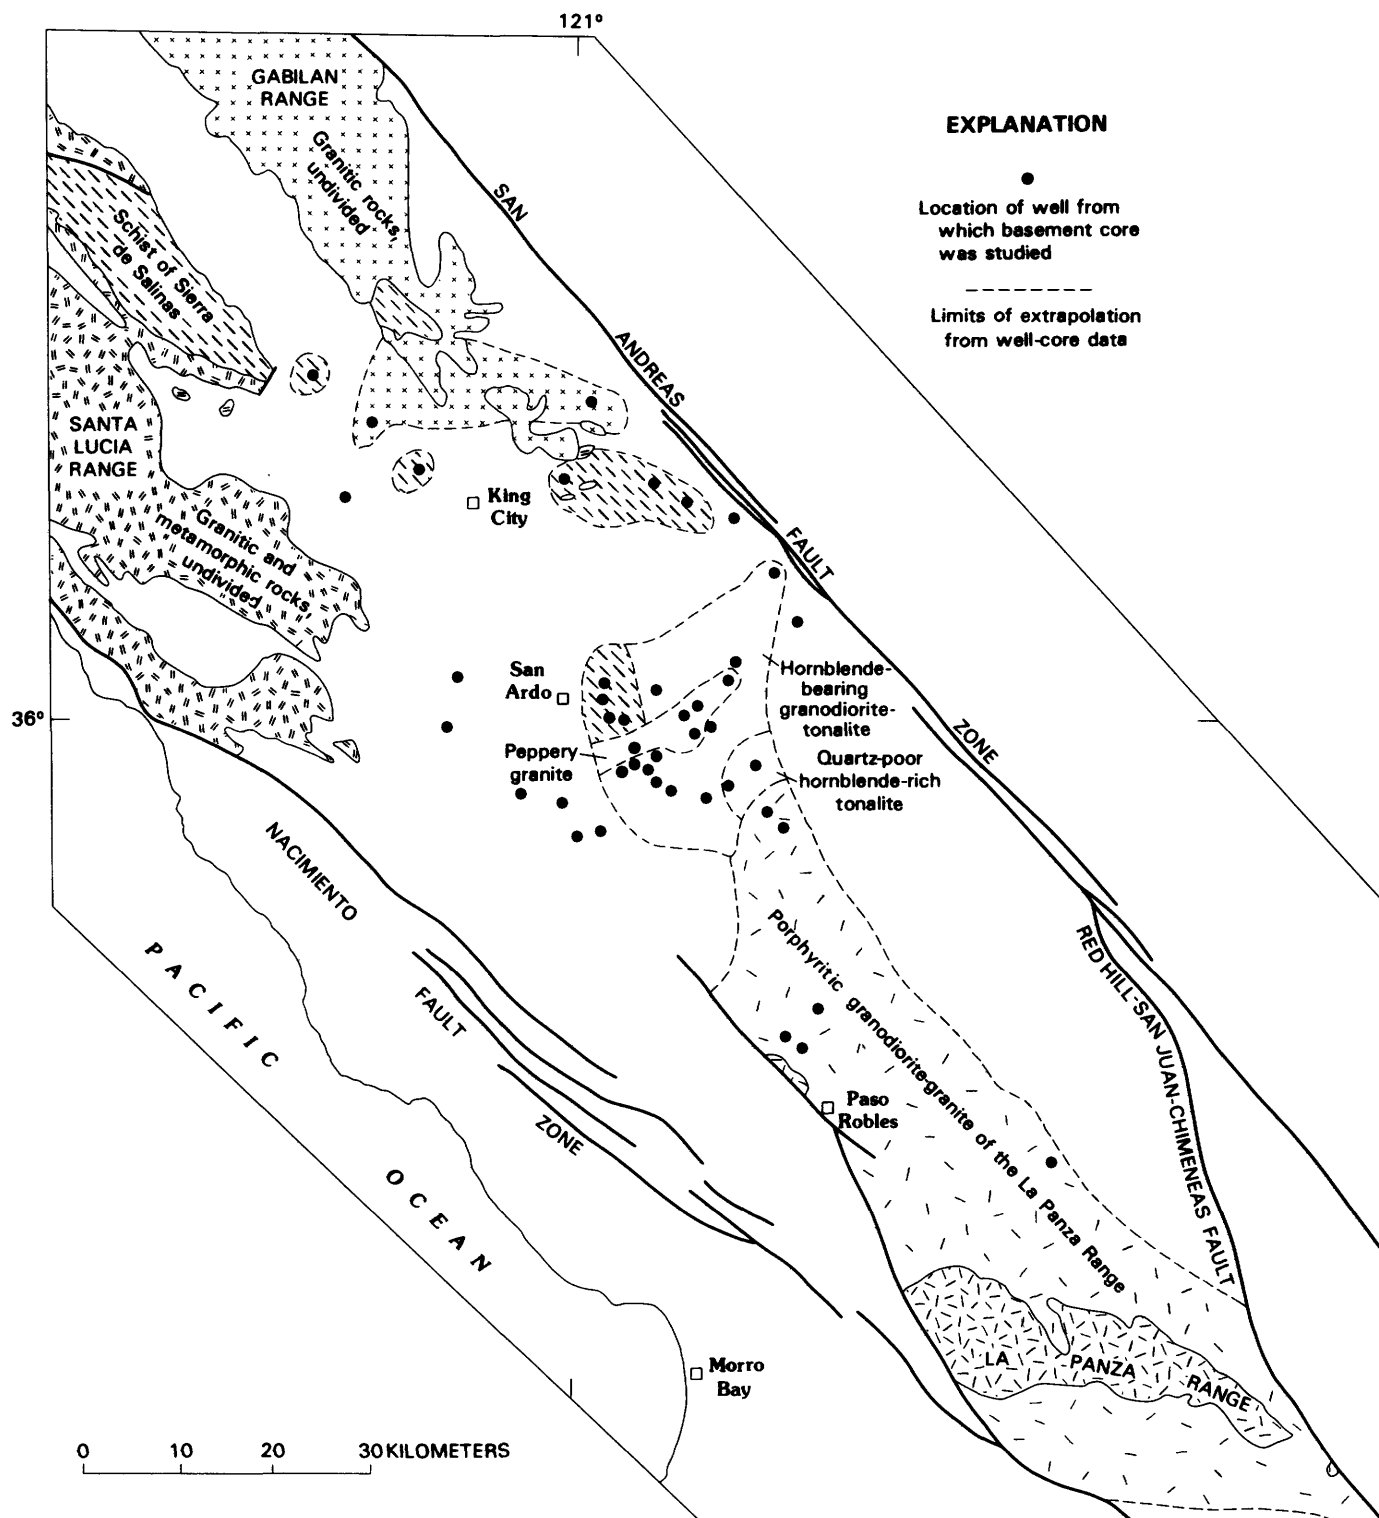 121°
GABILAN
RANGE
Granitic rocks,
undivided
EXPLANATION
Location of well from
which basement core
was studied
Limits of extrapolation
from well-core data
SAN
ANDREAS
FAULT
ZONE
Schist of Sierra
de Salinas
SANTA
LUCIA
RANGE
King
City
Granitic and
metamorphic rocks,
undivided
San
Ardo
Hornblende-
bearing
granodiorite-
tonalite
36°
Peppery
granite
Quartz-poor
hornblende-rich
tonalite
NACIMIENTO
FAULT
ZONE
PACIFIC
OCEAN
Porphyritic granodiorite-granite of the La Panza Range
RED HILL-SAN JUAN-CHIMENEAS FAULT
Paso
Robles
LA PANZA RANGE
Morro
Bay
0 10 20 30 KILOMETERS